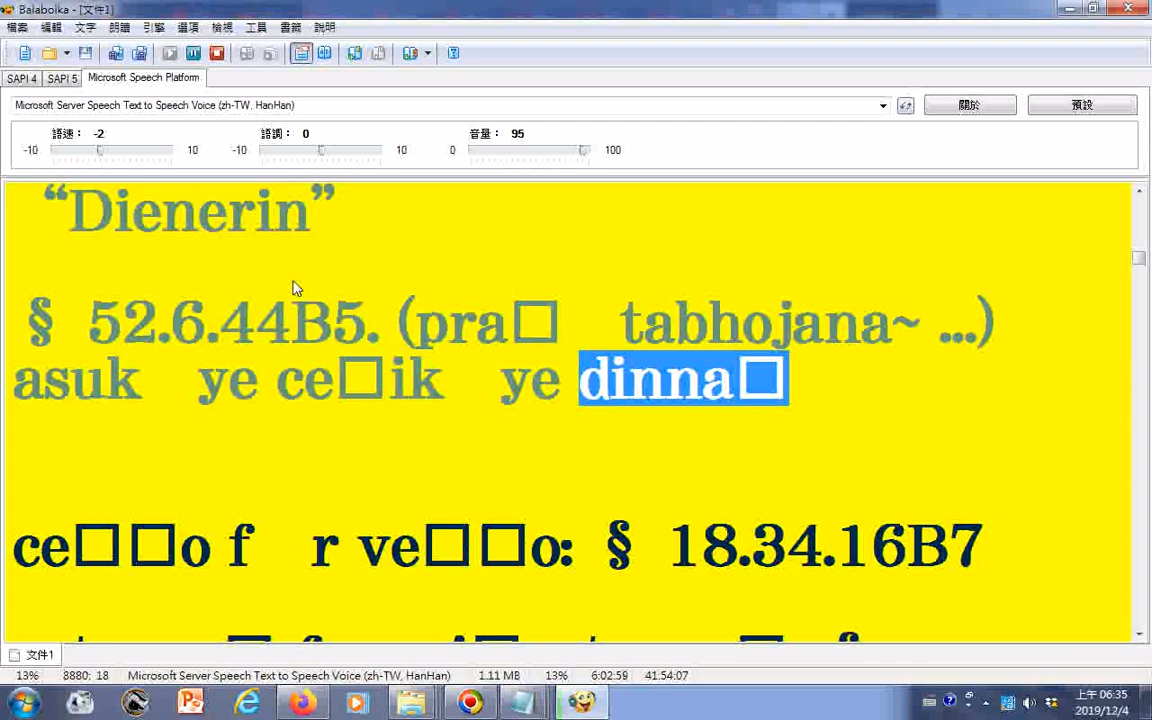 Balabolka - [文件1]
檔案 編輯 文字 朗讀 引擎 選項 檢視 工具 書籤 說明
SAPI 4 SAPI 5 Microsoft Speech Platform
Microsoft Server Speech Text to Speech Voice (zh-TW, HanHan) 關於 預設
語速： -2 語調： 0 音量： 95
-10 10 -10 10 0 100
“Dienerin”
§ 52.6.44B5. (pra□ tabhojana~ ...)
asuk ye ce□ik ye dinna□
ce□□o f r ve□□o: § 18.34.16B7
文件1
13% 8880; 18 Microsoft Server Speech Text to Speech Voice (zh-TW, HanHan) 1.11 MB 13% 6:02:59 41:54:07
上午 06:35
2019/12/4